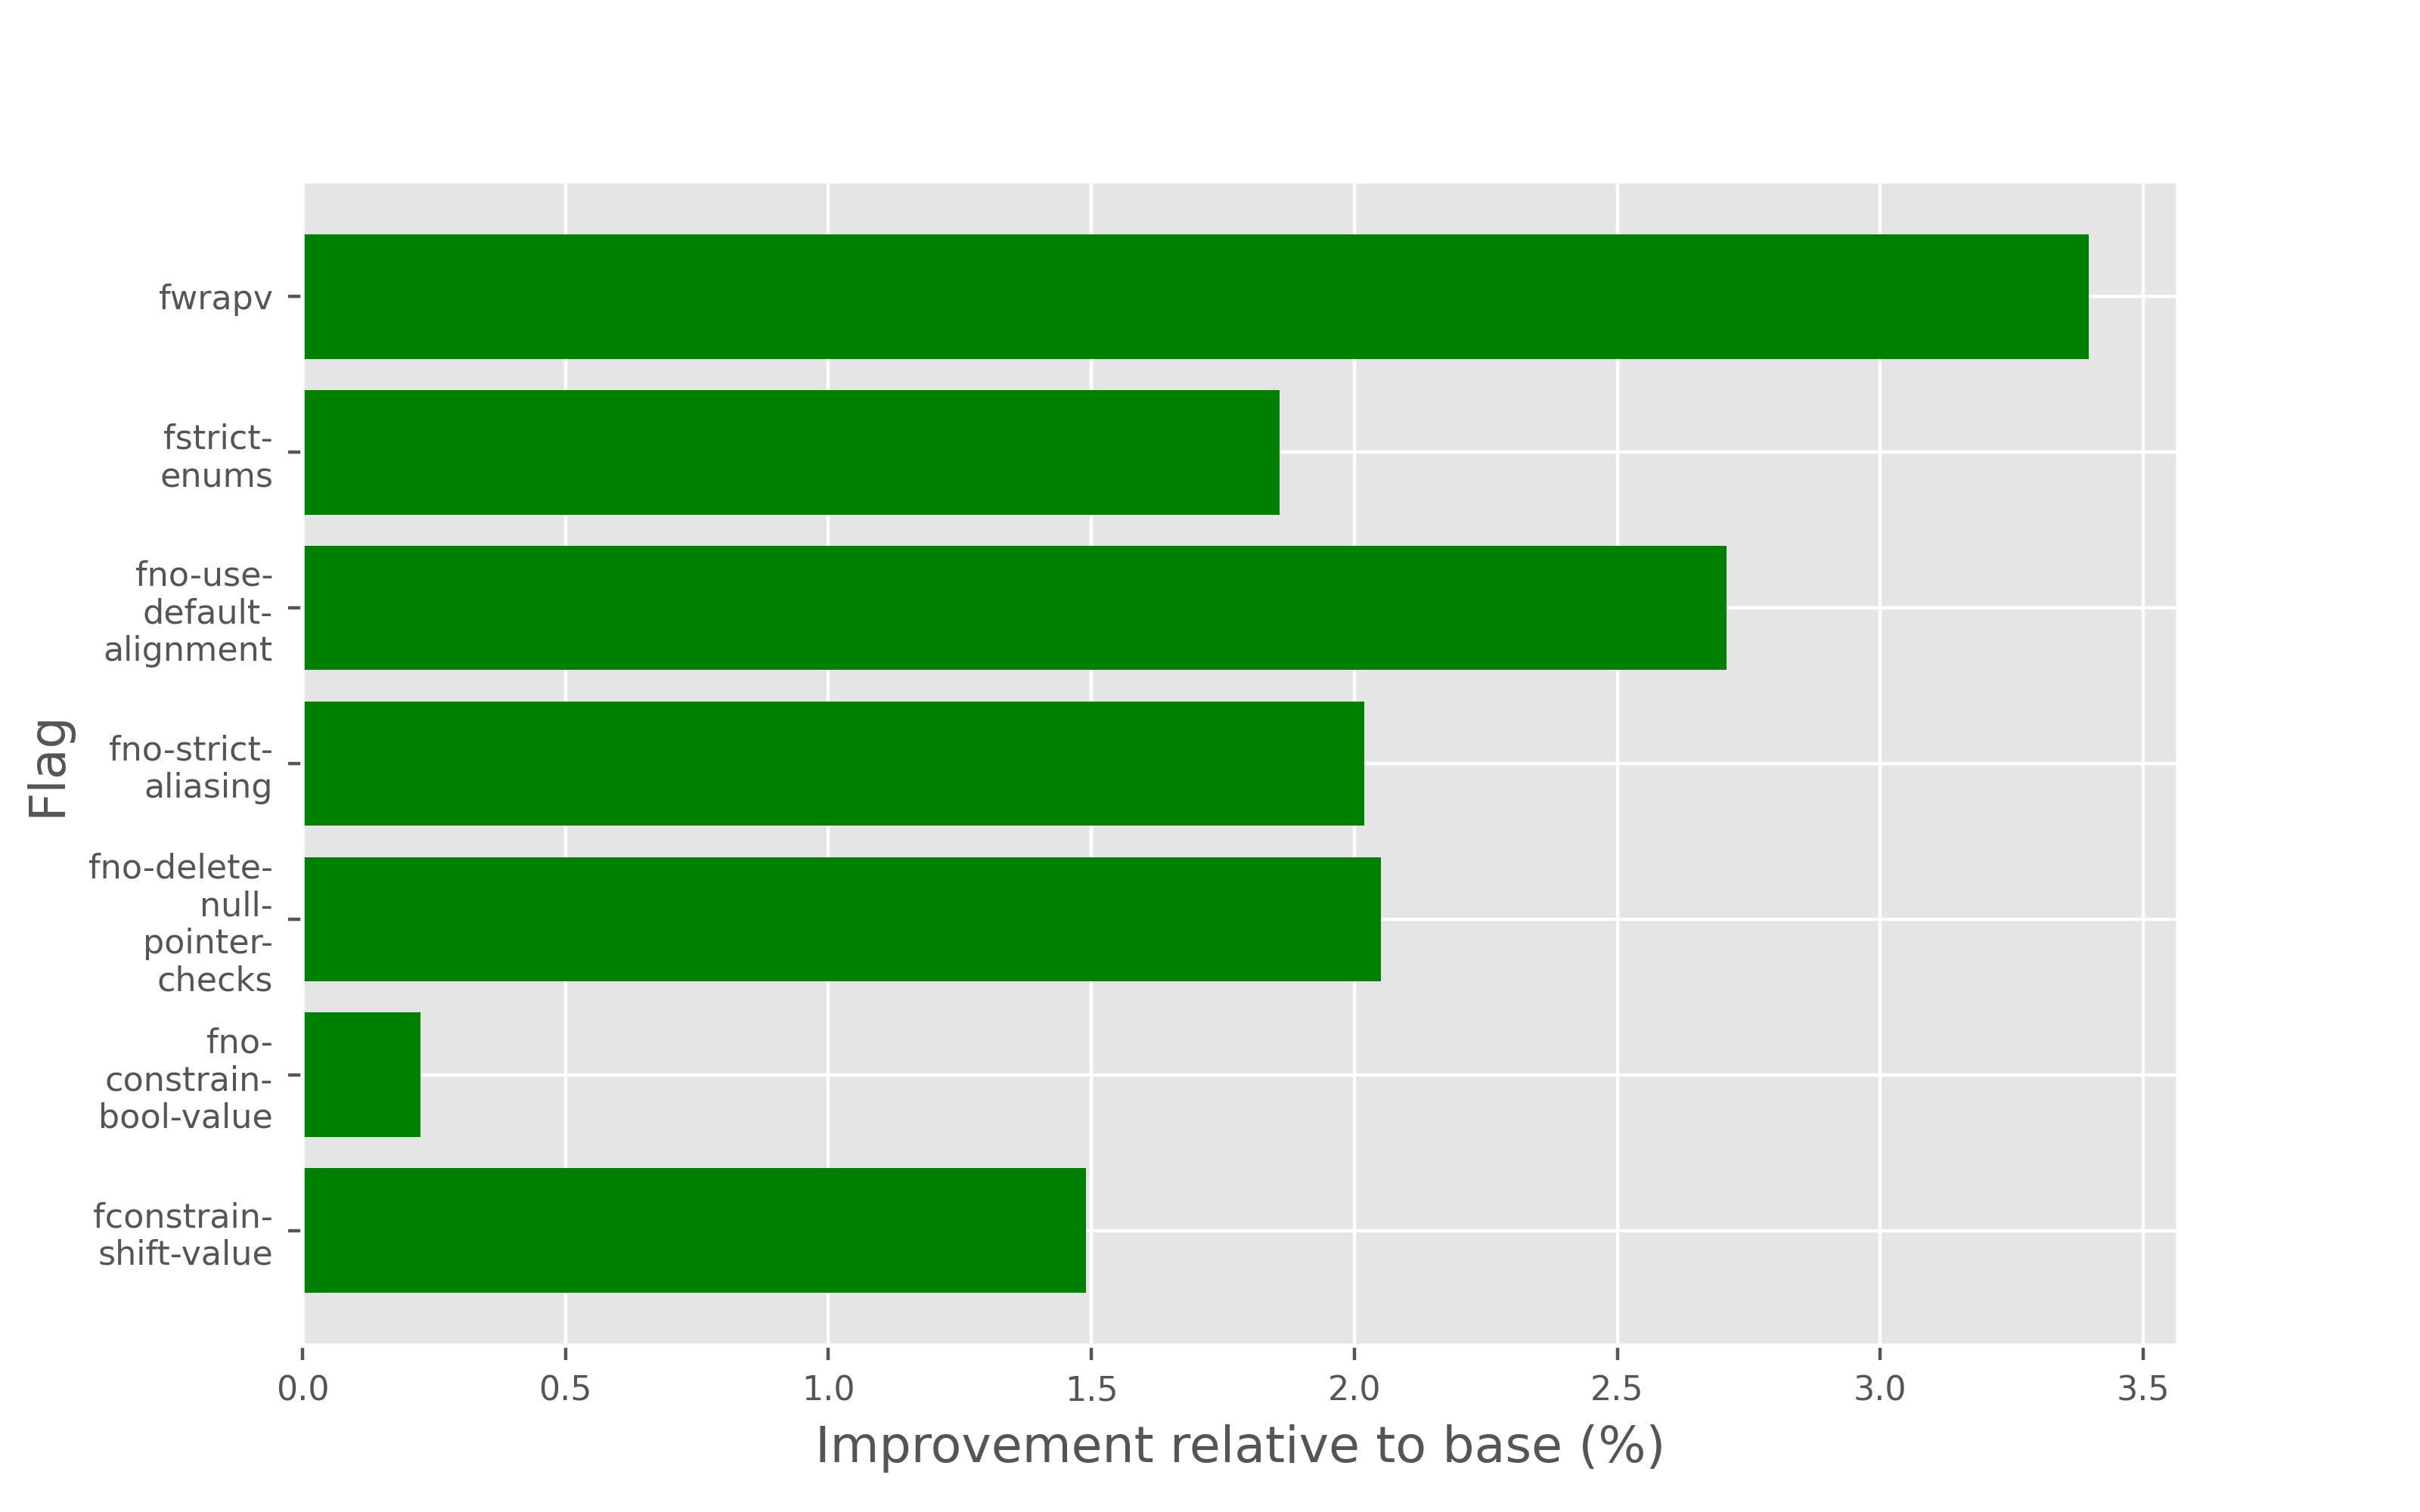 fwrapv
fstrict-
enums
fno-use-
default-
alignment
fno-strict-
aliasing
fno-delete-
null-
pointer-
checks
fno-
constrain-
bool-value
fconstrain-
shift-value
Flag
0.0 0.5 1.0 1.5 2.0 2.5 3.0 3.5
Improvement relative to base (%)